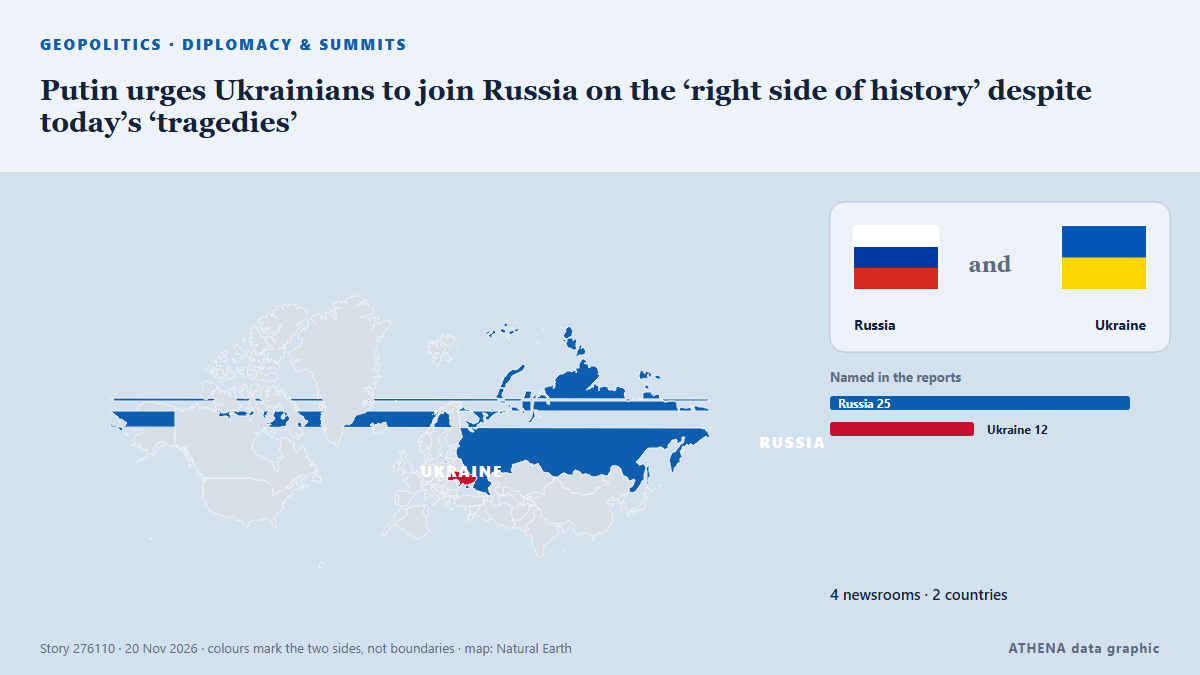 GEOPOLITICS · DIPLOMACY & SUMMITS
Putin urges Ukrainians to join Russia on the ‘right side of history’ despite
today’s ‘tragedies’
and
Russia
Ukraine
Named in the reports
Russia 25
Ukraine 12
RUSSIA
UKRAINE
4 newsrooms · 2 countries
Story 276110 · 20 Nov 2026 · colours mark the two sides, not boundaries · map: Natural Earth
ATHENA data graphic